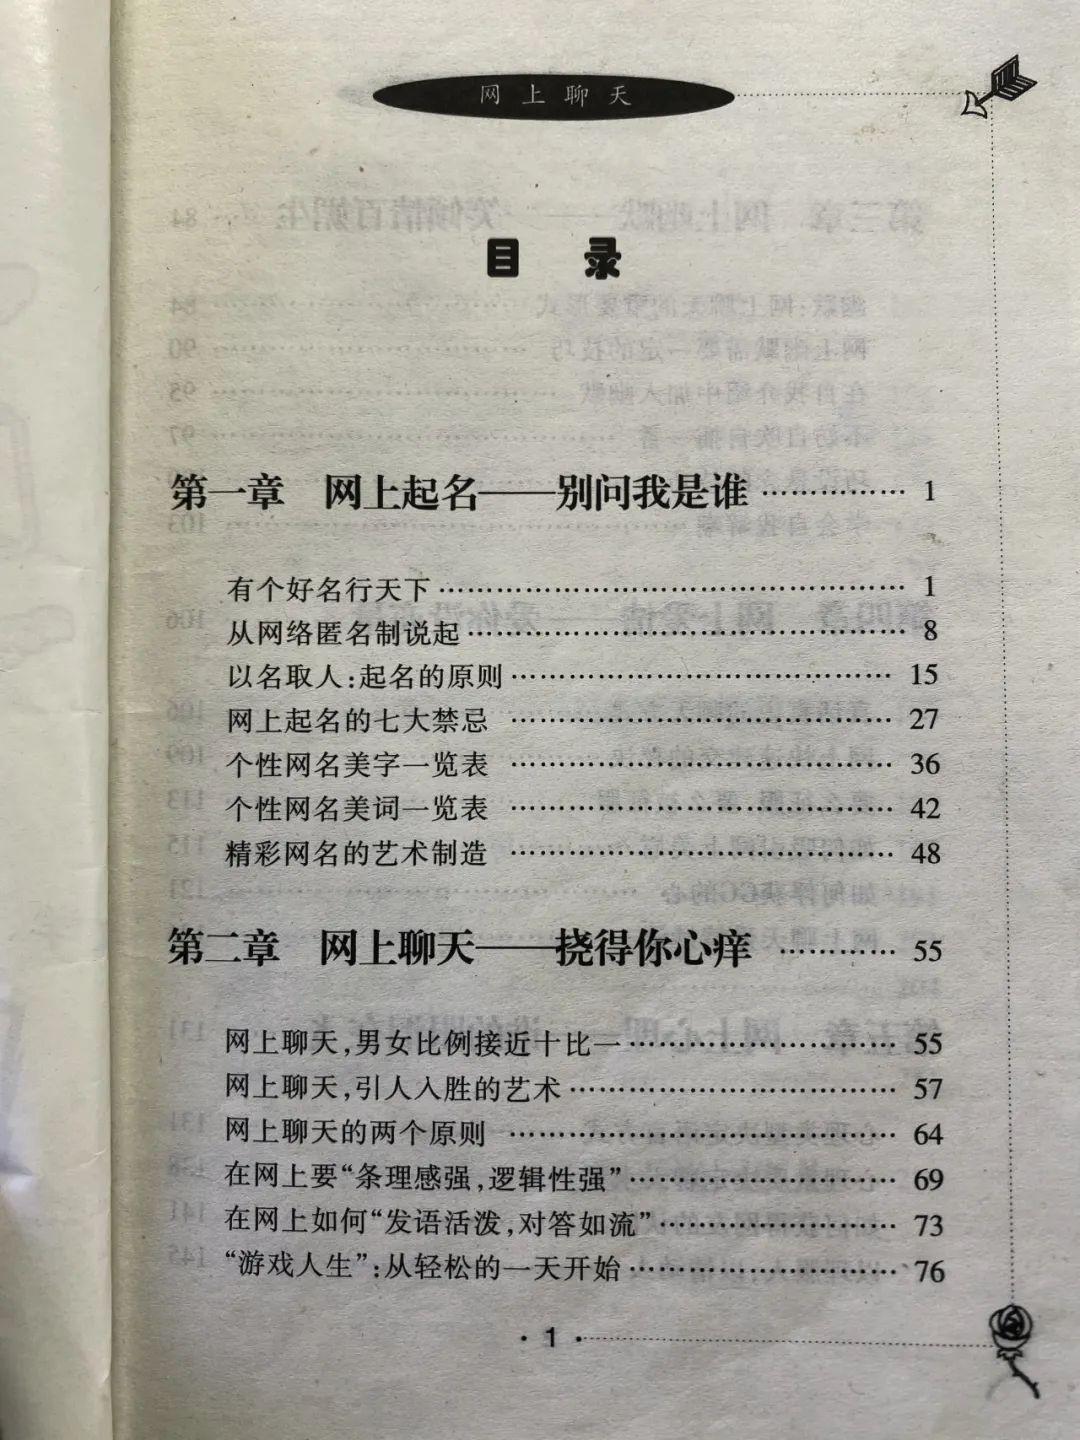 网上聊天
目 录
第一章 网上起名——别问我是谁 …………… 1
有个好名行天下 …………………………………… 1
从网络匿名制说起 ………………………………… 8
以名取人:起名的原则 …………………………… 15
网上起名的七大禁忌 …………………………… 27
个性网名美字一览表 …………………………… 36
个性网名美词一览表 …………………………… 42
精彩网名的艺术制造 …………………………… 48
第二章 网上聊天——挠得你心痒 ………… 55
网上聊天,男女比例接近十比一 ……………………… 55
网上聊天,引人入胜的艺术 ………………………… 57
网上聊天的两个原则 …………………………… 64
在网上要“条理感强,逻辑性强” ……………………… 69
在网上如何“发语活泼,对答如流” …………………… 73
“游戏人生”:从轻松的一天开始 ……………………… 76
· 1 ·